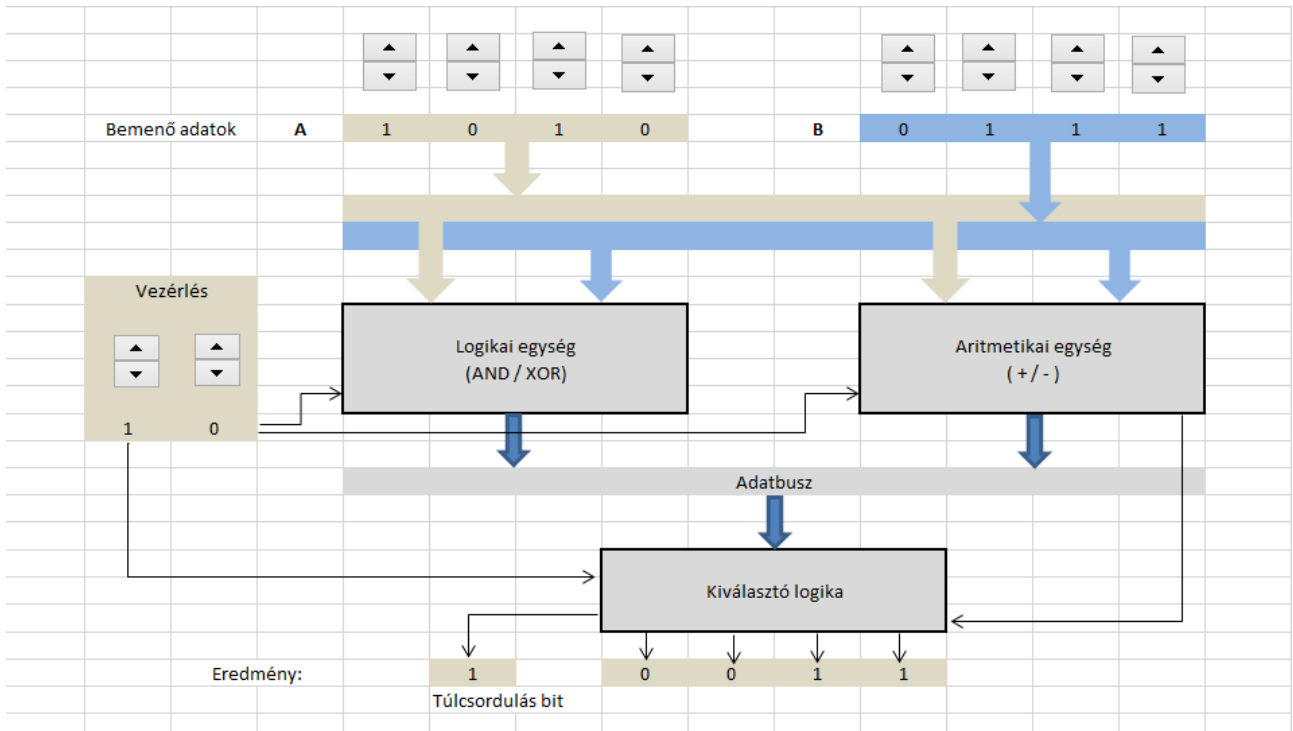 Bemenő adatok A 1 0 1 0 B 0 1 1 1
Vezérlés
Logikai egység
(AND / XOR)
Aritmetikai egység
( + / - )
1 0
Adatbusz
Kiválasztó logika
Eredmény: 1 0 0 1 1
Túlcsordulás bit